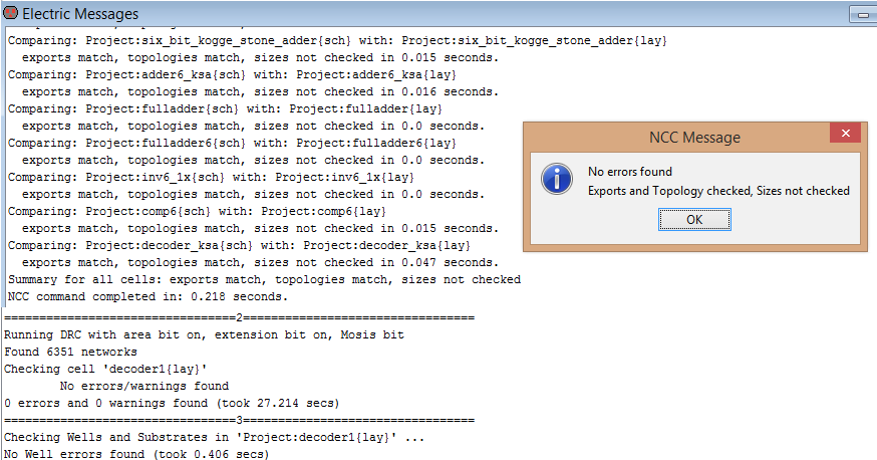 Electric Messages
Comparing: Project:six_bit_kogge_stone_adder{sch} with: Project:six_bit_kogge_stone_adder{lay}
exports match, topologies match, sizes not checked in 0.015 seconds.
Comparing: Project:adder6_ksa{sch} with: Project:adder6_ksa{lay}
exports match, topologies match, sizes not checked in 0.016 seconds.
Comparing: Project:fulladder{sch} with: Project:fulladder{lay}
exports match, topologies match, sizes not checked in 0.0 seconds.
Comparing: Project:fulladder6{sch} with: Project:fulladder6{lay}
exports match, topologies match, sizes not checked in 0.0 seconds.
Comparing: Project:inv6_1x{sch} with: Project:inv6_1x{lay}
exports match, topologies match, sizes not checked in 0.0 seconds.
Comparing: Project:comp6{sch} with: Project:comp6{lay}
exports match, topologies match, sizes not checked in 0.015 seconds.
Comparing: Project:decoder_ksa{sch} with: Project:decoder_ksa{lay}
exports match, topologies match, sizes not checked in 0.047 seconds.
Summary for all cells: exports match, topologies match, sizes not checked
NCC command completed in: 0.218 seconds.
==================================2==================================
Running DRC with area bit on, extension bit on, Mosis bit
Found 6351 networks
Checking cell 'decoder1{lay}'
No errors/warnings found
0 errors and 0 warnings found (took 27.214 secs)
==================================3==================================
Checking Wells and Substrates in 'Project:decoder1{lay}' ...
No Well errors found (took 0.406 secs)
NCC Message
No errors found
Exports and Topology checked, Sizes not checked
OK